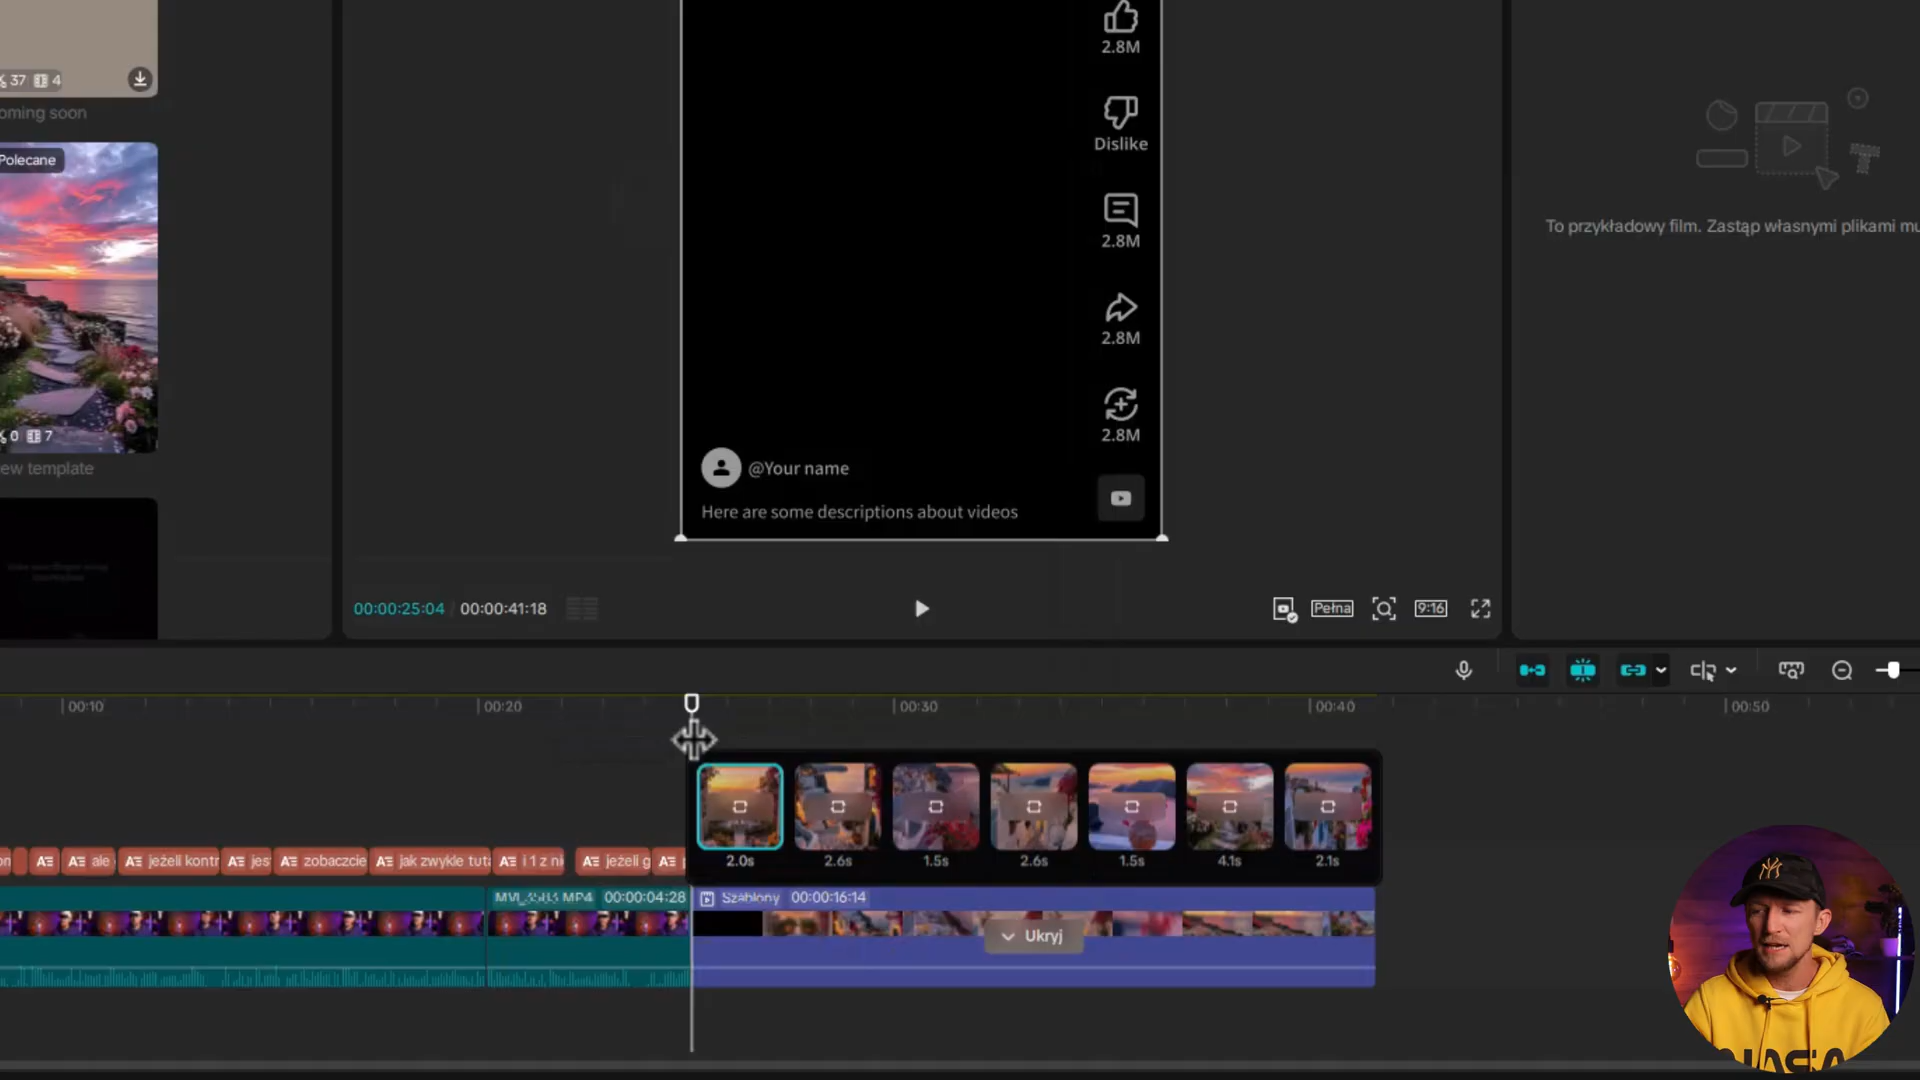 37 4
oming soon
Polecane
0 7
ew template
2.8M
Dislike
2.8M
2.8M
2.8M
@Your name
Here are some descriptions about videos
To przykładowy film. Zastąp własnymi plikami mu
00:00:25:04 00:00:41:18
Pełna
9:16
00:10
00:20
00:30
00:40
00:50
2.0s
2.6s
1.5s
2.6s
1.5s
4.1s
2.1s
ale
jeżeli kontr
jes
zobaczcie
jak zwykle tuta
i 1 z ni
jeżeli g
00:00:04:28
Szablony 00:00:16:14
Ukryj